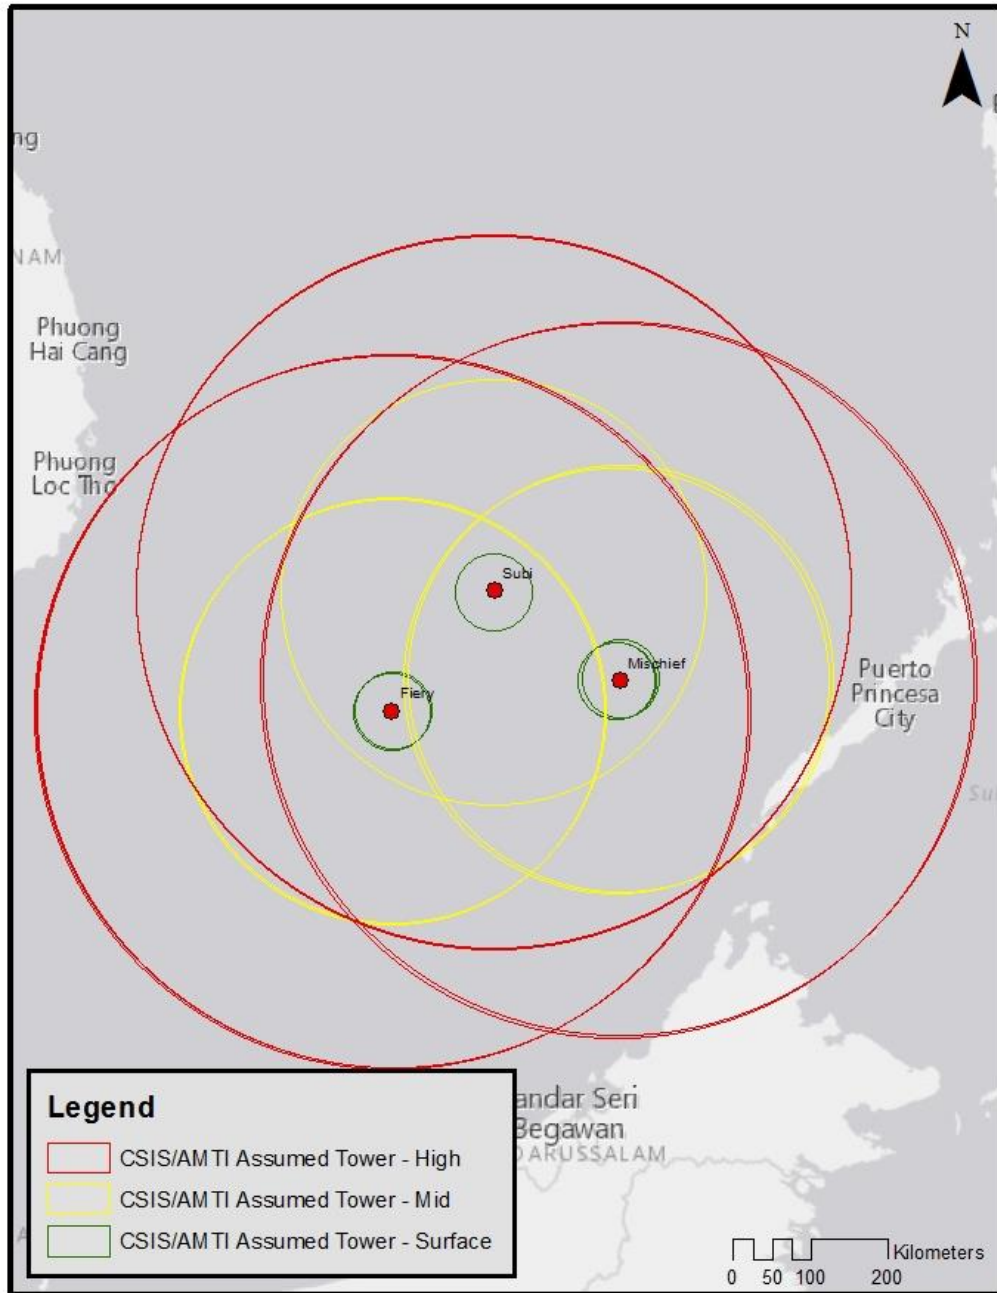 N
ng
NAM
Phuong
Hai Cang
Phuong
Loc Tho
Subi
Mischief
Fiery
Puerto
Princesa
City
Su
andar Seri
Begawan
DARUSSALAM
Legend
CSIS/AMTI Assumed Tower - High
CSIS/AMTI Assumed Tower - Mid
CSIS/AMTI Assumed Tower - Surface
Kilometers
0 50 100 200